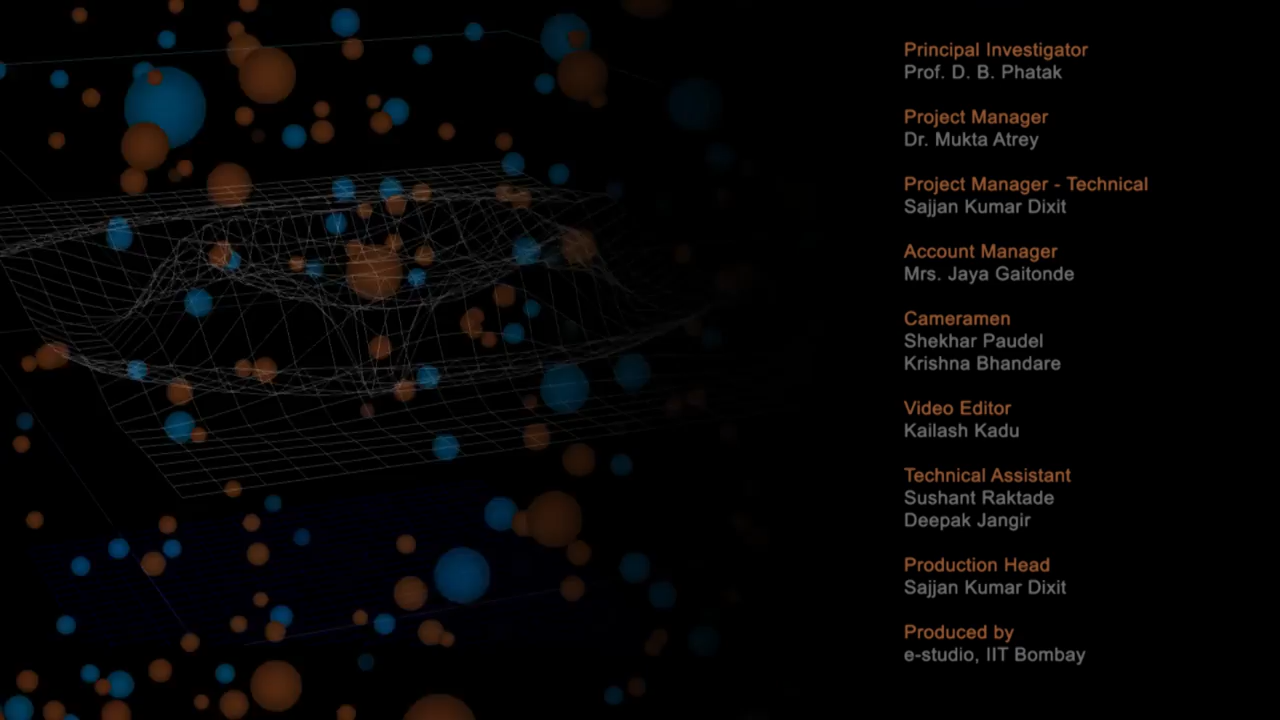 Principal Investigator
Prof. D. B. Phatak
Project Manager
Dr. Mukta Atrey
Project Manager - Technical
Sajjan Kumar Dixit
Account Manager
Mrs. Jaya Gaitonde
Cameramen
Shekhar Paudel
Krishna Bhandare
Video Editor
Kailash Kadu
Technical Assistant
Sushant Raktade
Deepak Jangir
Production Head
Sajjan Kumar Dixit
Produced by
e-studio, IIT Bombay